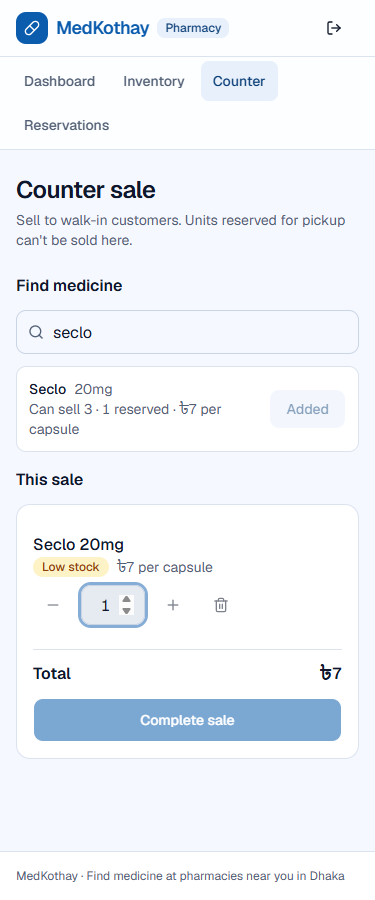 MedKothay Pharmacy
Dashboard Inventory Counter
Reservations
Counter sale
Sell to walk-in customers. Units reserved for pickup
can't be sold here.
Find medicine
seclo
Seclo 20mg
Can sell 3 · 1 reserved · ৳7 per
capsule
Added
This sale
Seclo 20mg
Low stock ৳7 per capsule
1
Total ৳7
Complete sale
MedKothay · Find medicine at pharmacies near you in Dhaka